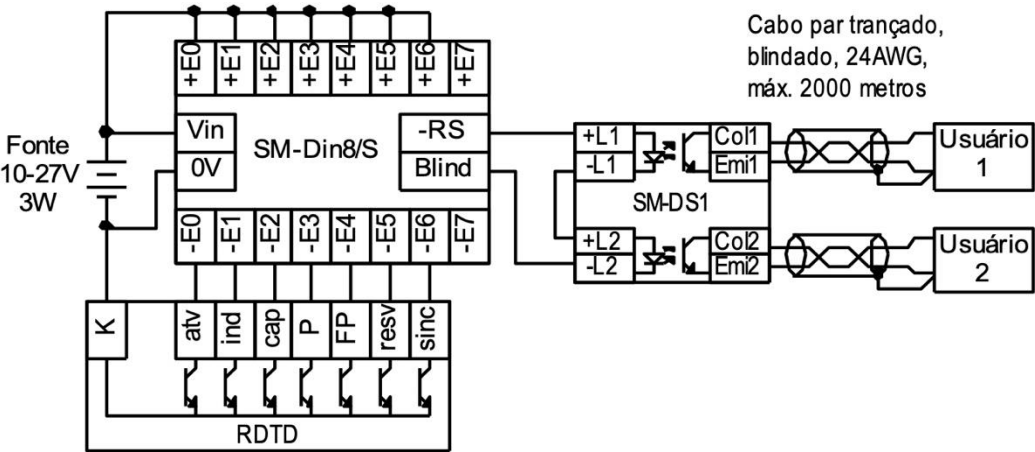 Cabo par trançado,
blindado, 24AWG,
máx. 2000 metros
+E0 +E1 +E2 +E3 +E4 +E5 +E6 +E7
Fonte
10-27V
3W
Vin
0V
SM-Din8/S
-RS
Blind
-E0 -E1 -E2 -E3 -E4 -E5 -E6 -E7
+L1
-L1
Col1
Emi1
SM-DS1
+L2
-L2
Col2
Emi2
Usuário
1
Usuário
2
K atv ind cap P FP resv sinc
RDTD